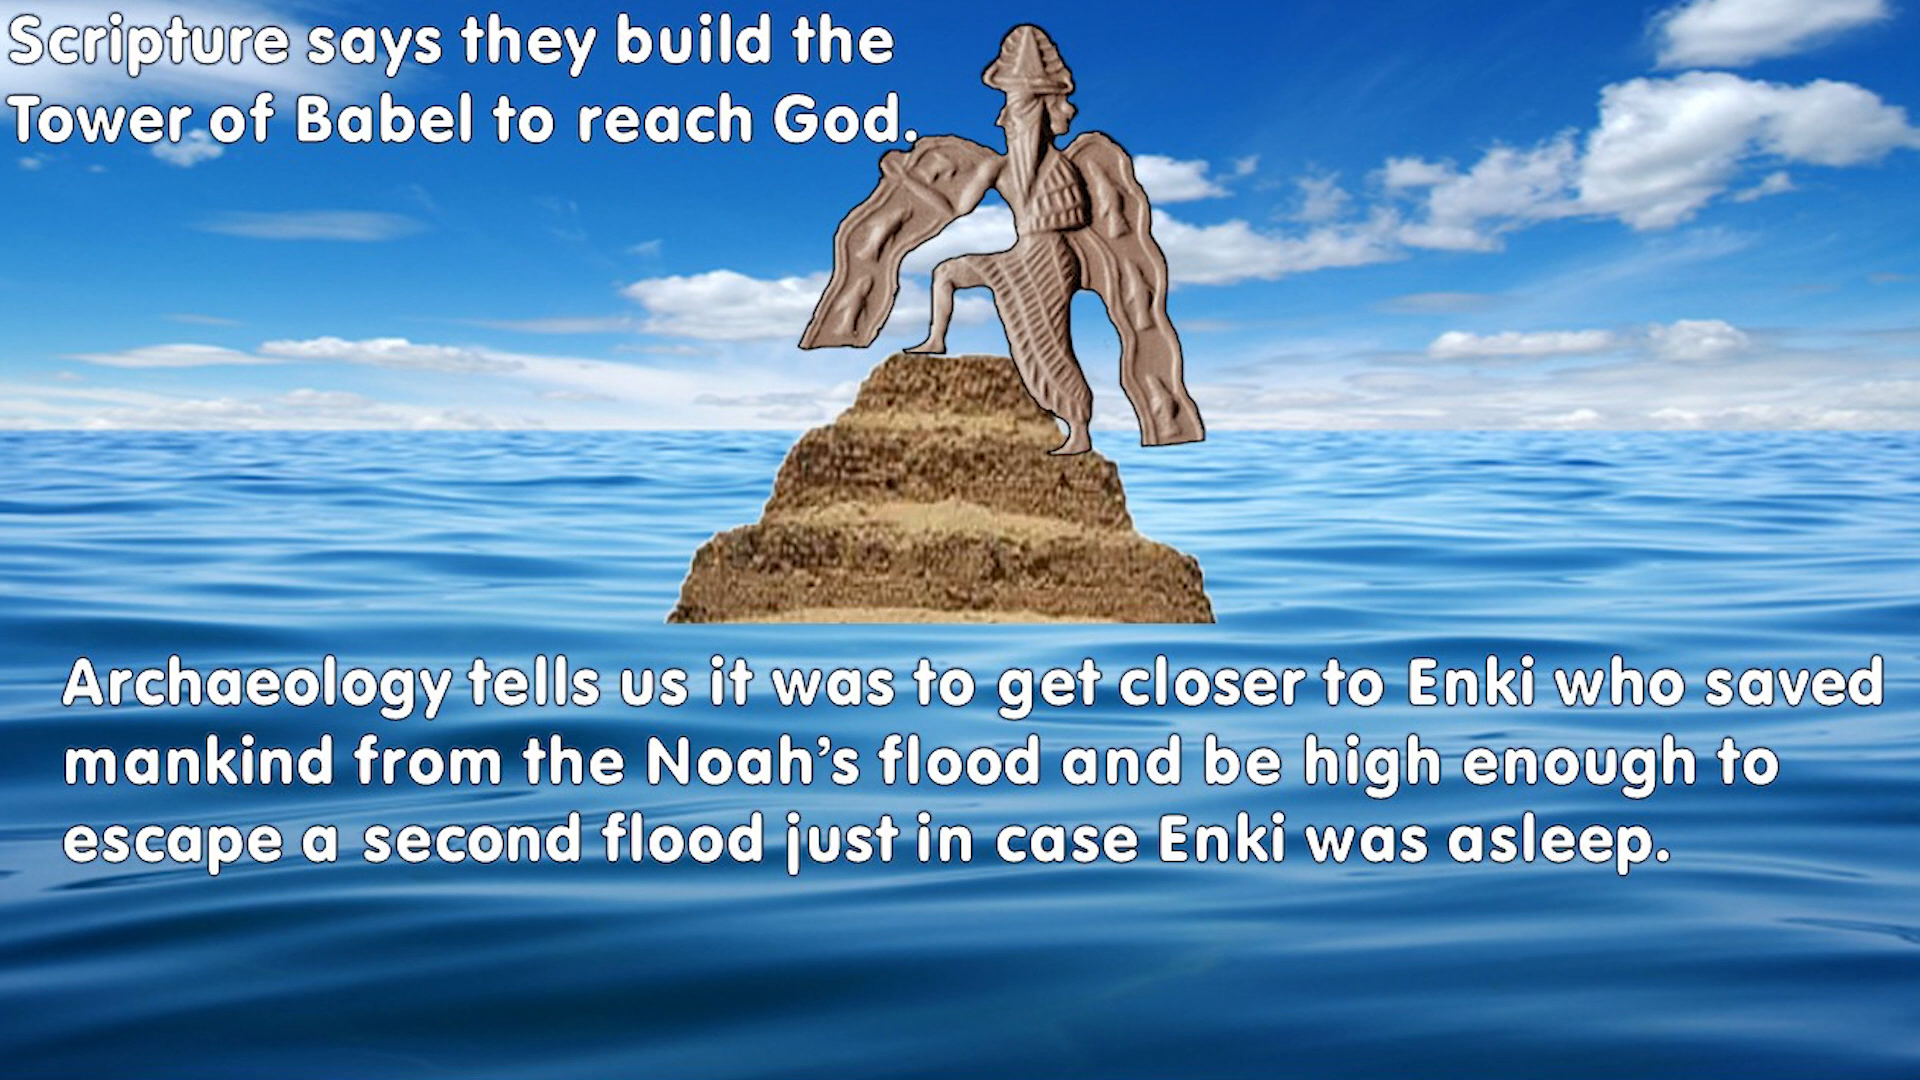 Scripture says they build the
Tower of Babel to reach God.
Archaeology tells us it was to get closer to Enki who saved
mankind from the Noah’s flood and be high enough to
escape a second flood just in case Enki was asleep.